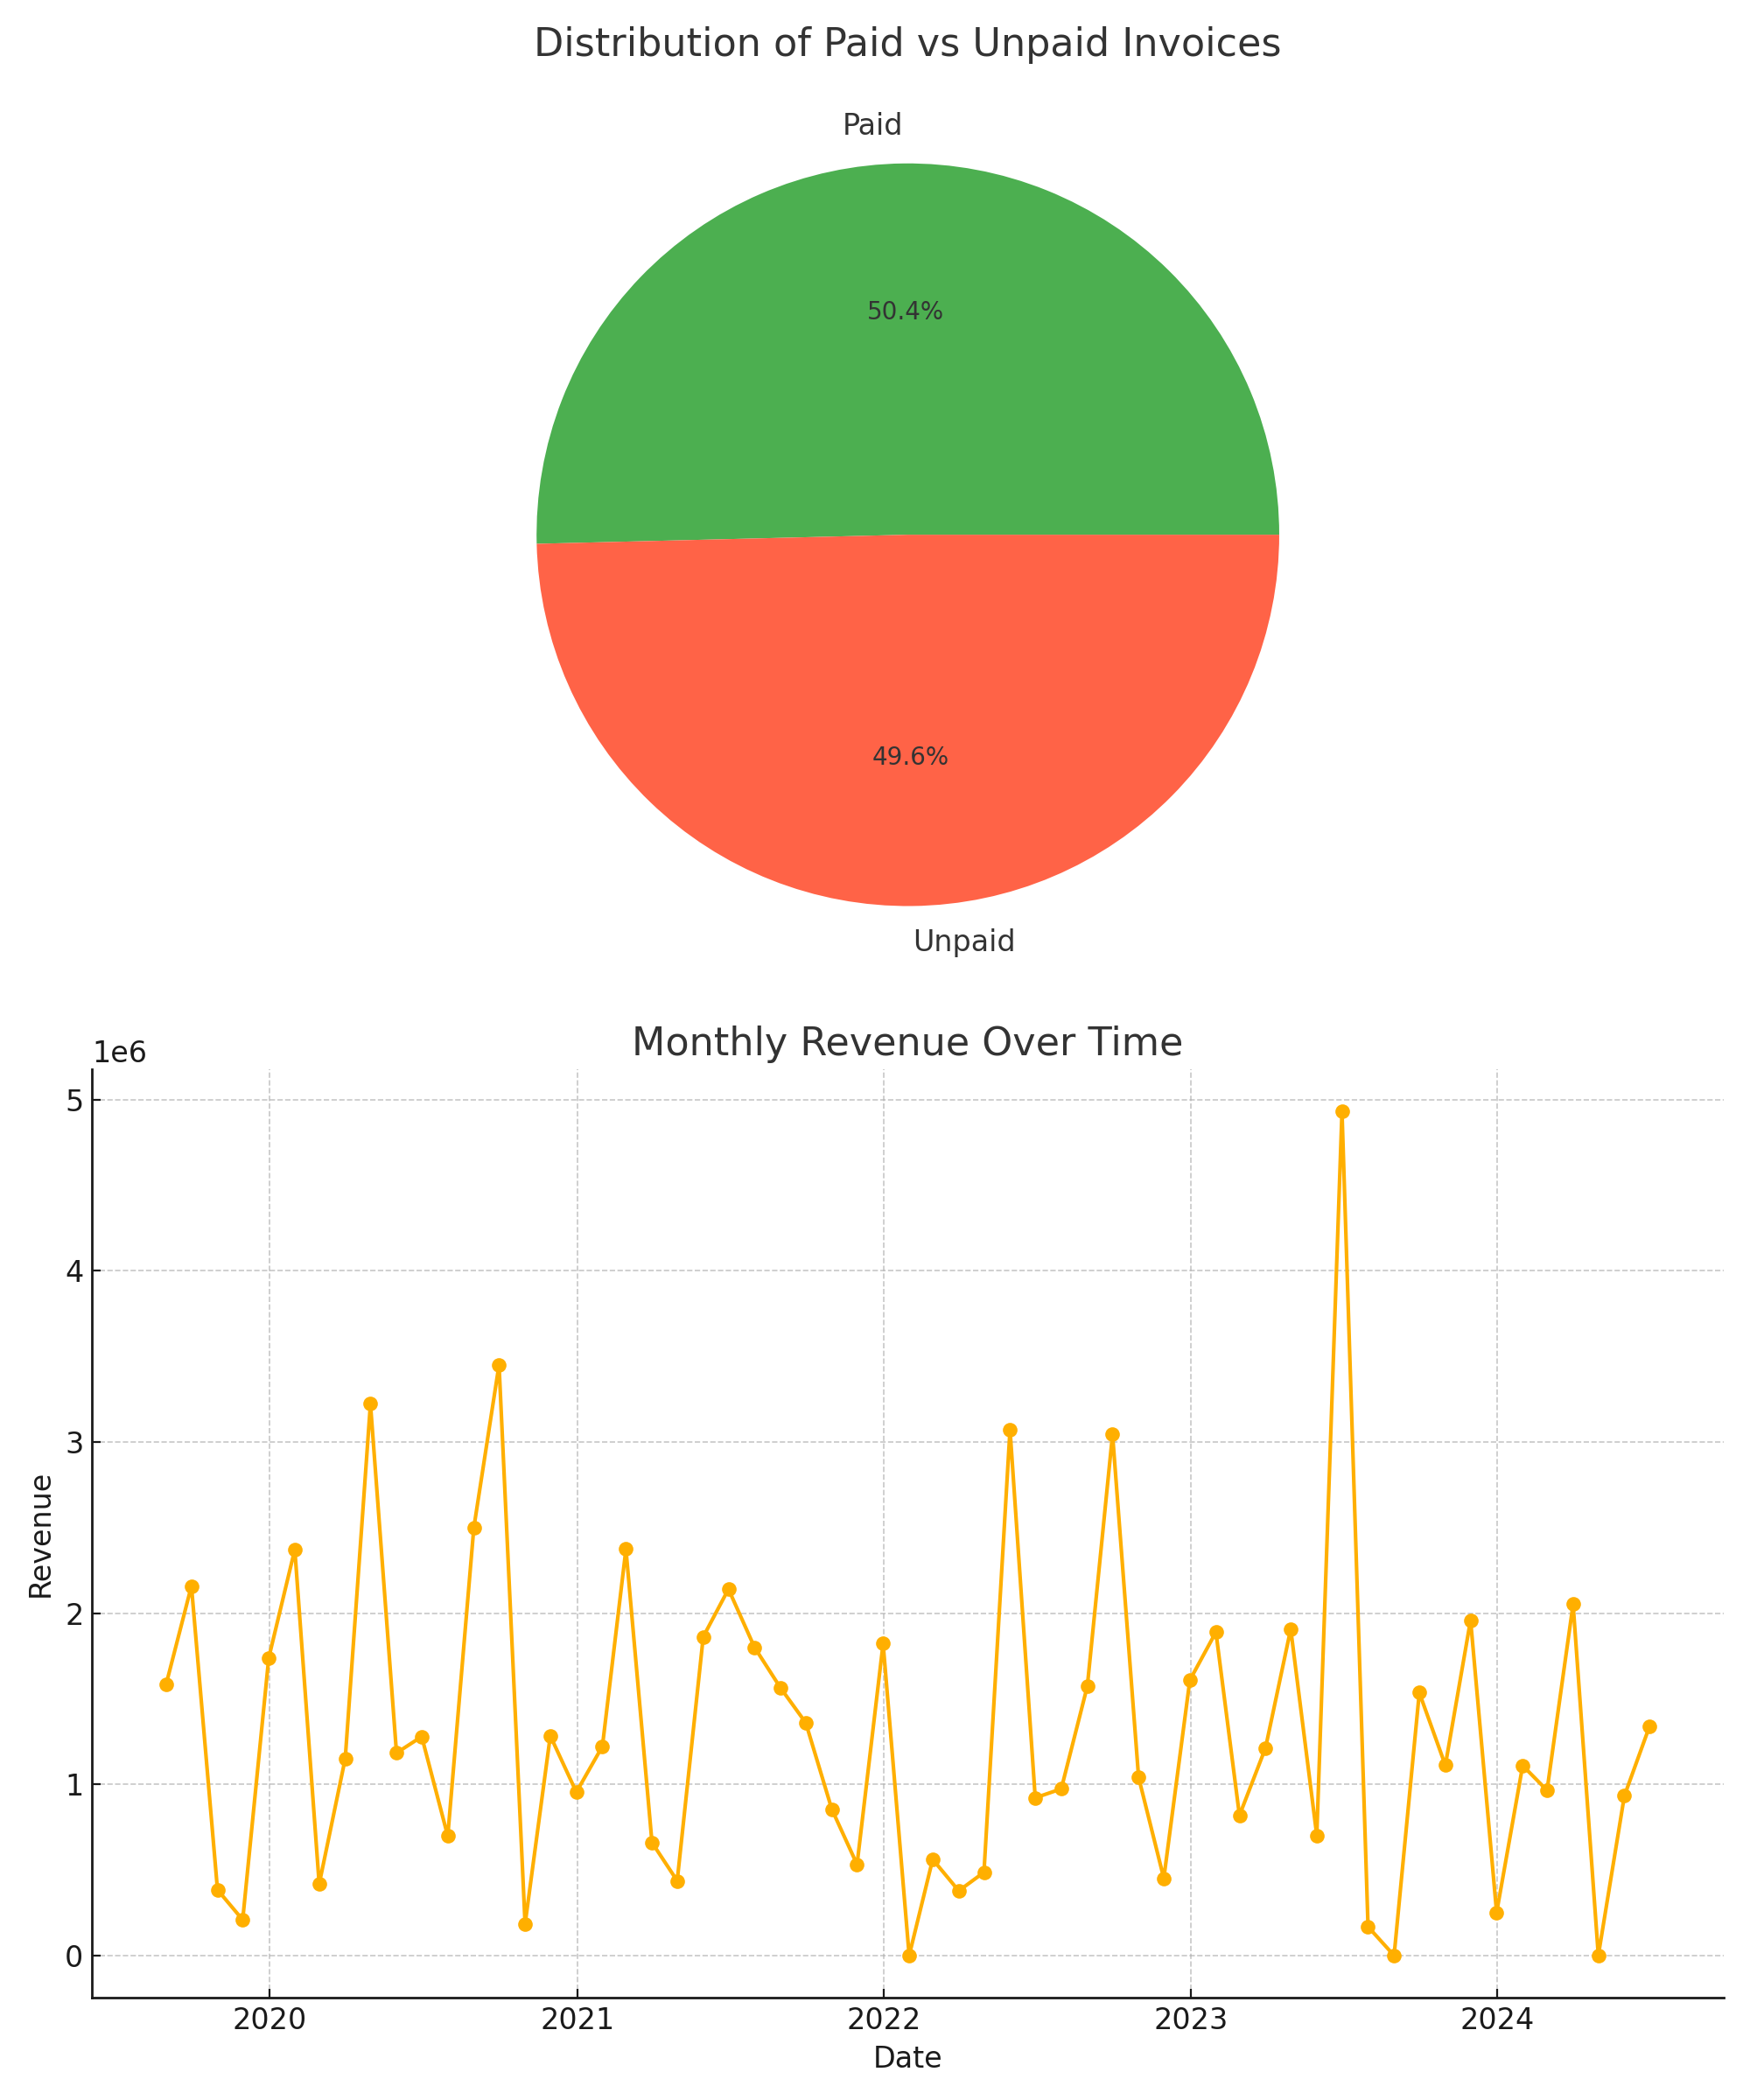 Distribution of Paid vs Unpaid Invoices
Paid
50.4%
49.6%
Unpaid
Monthly Revenue Over Time
1e6
5
4
3
2
1
0
Revenue
2020 2021 2022 2023 2024
Date